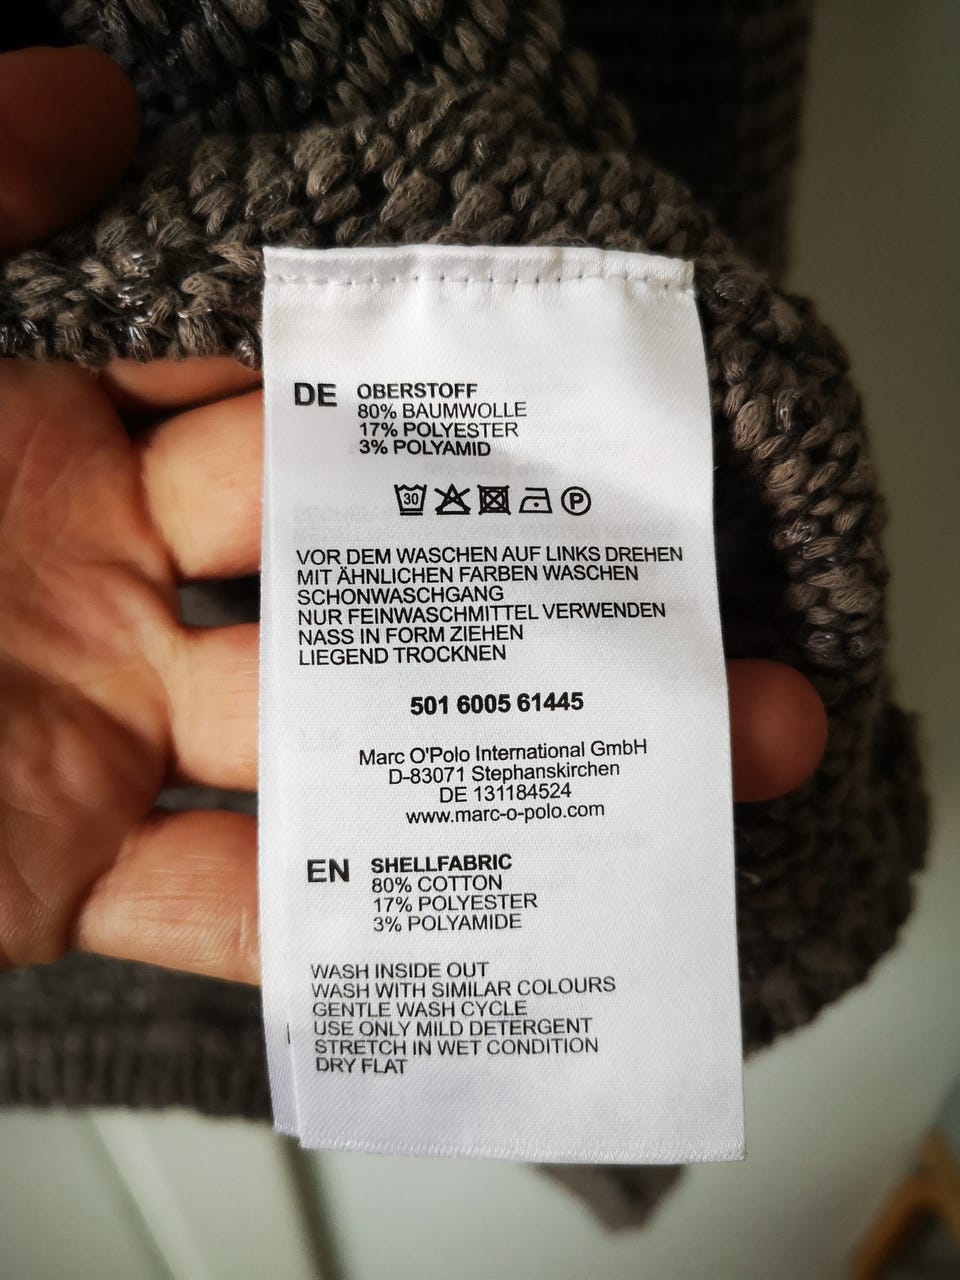 DE OBERSTOFF
80% BAUMWOLLE
17% POLYESTER
3% POLYAMID
30 P
VOR DEM WASCHEN AUF LINKS DREHEN
MIT ÄHNLICHEN FARBEN WASCHEN
SCHONWASCHGANG
NUR FEINWASCHMITTEL VERWENDEN
NASS IN FORM ZIEHEN
LIEGEND TROCKNEN
501 6005 61445
Marc O'Polo International GmbH
D-83071 Stephanskirchen
DE 131184524
www.marc-o-polo.com
EN SHELLFABRIC
80% COTTON
17% POLYESTER
3% POLYAMIDE
WASH INSIDE OUT
WASH WITH SIMILAR COLOURS
GENTLE WASH CYCLE
USE ONLY MILD DETERGENT
STRETCH IN WET CONDITION
DRY FLAT